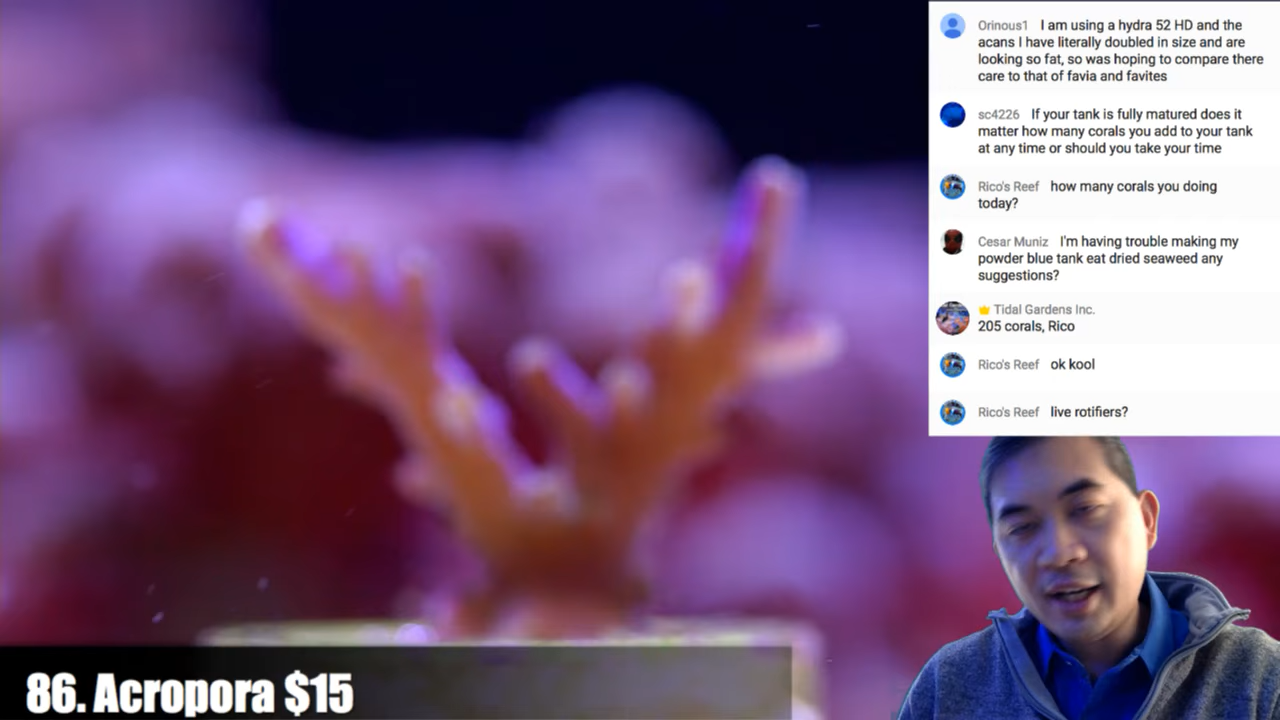 Orinous1 I am using a hydra 52 HD and the
acans I have literally doubled in size and are
looking so fat, so was hoping to compare there
care to that of favia and favites
sc4226 If your tank is fully matured does it
matter how many corals you add to your tank
at any time or should you take your time
Rico's Reef how many corals you doing
today?
Cesar Muniz I'm having trouble making my
powder blue tank eat dried seaweed any
suggestions?
Tidal Gardens Inc.
205 corals, Rico
Rico's Reef ok kool
Rico's Reef live rotifiers?
86. Acropora $15